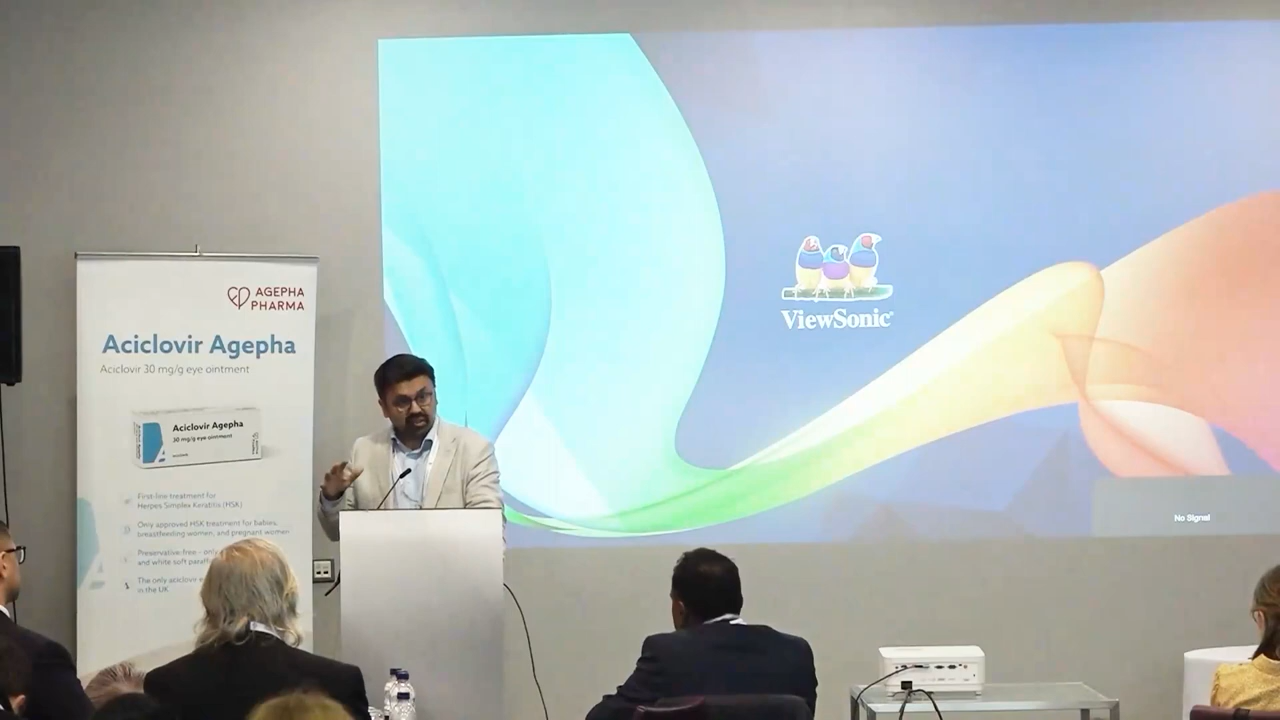 AGEPHA
PHARMA
Aciclovir Agepha
Aciclovir 30 mg/g eye ointment
Aciclovir Agepha
30 mg/g eye ointment
First-line treatment for
Herpes Simplex Keratitis (HSK)
Only approved HSK treatment for babies,
breastfeeding women, and pregnant women
Preservative free – only
and white soft
The only aciclovir
in the UK
ViewSonic
No Signal